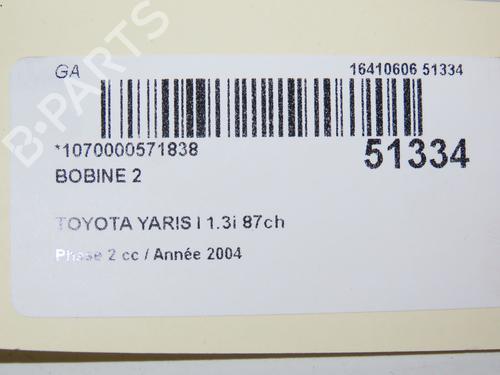 GA
16410606 51334
*1070000571838
51334
BOBINE 2
TOYOTA YARIS I 1.3i 87ch
Phase 2 cc / Année 2004
B-PARTS